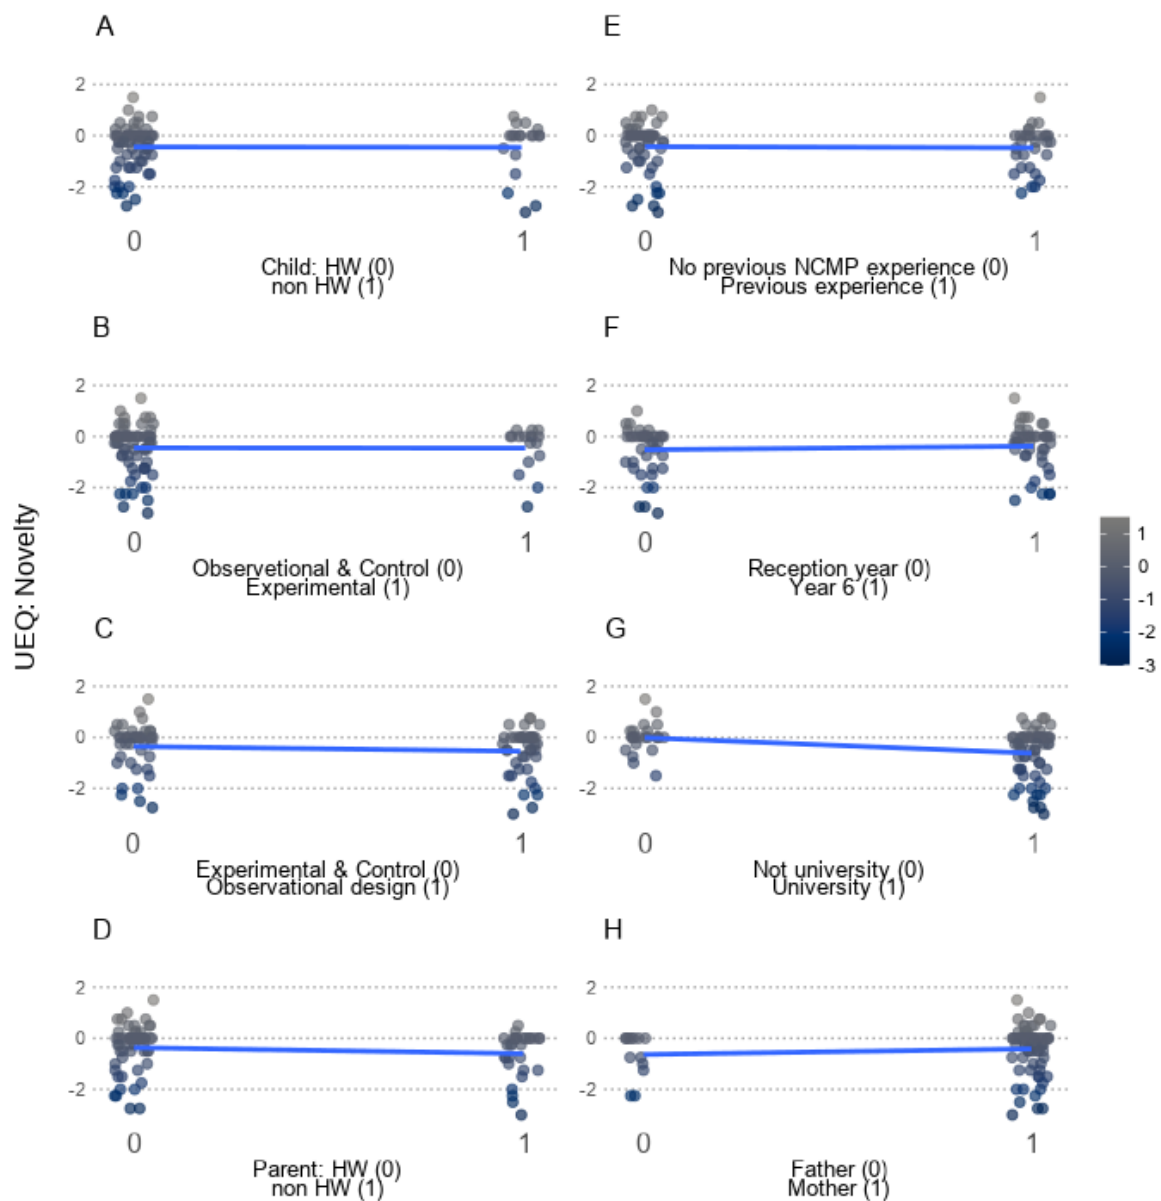 UEQ: Novelty
A
2
0
-2
0 1
Child: HW (0)
non HW (1)
B
2
0
-2
0 1
Observetional & Control (0)
Experimental (1)
C
2
0
-2
0 1
Experimental & Control (0)
Observational design (1)
D
2
0
-2
0 1
Parent: HW (0)
non HW (1)
E
2
0
-2
0 1
No previous NCMP experience (0)
Previous experience (1)
F
2
0
-2
0 1
Reception year (0)
Year 6 (1)
G
2
0
-2
0 1
Not university (0)
University (1)
H
2
0
-2
0 1
Father (0)
Mother (1)
1
0
-1
-2
-3